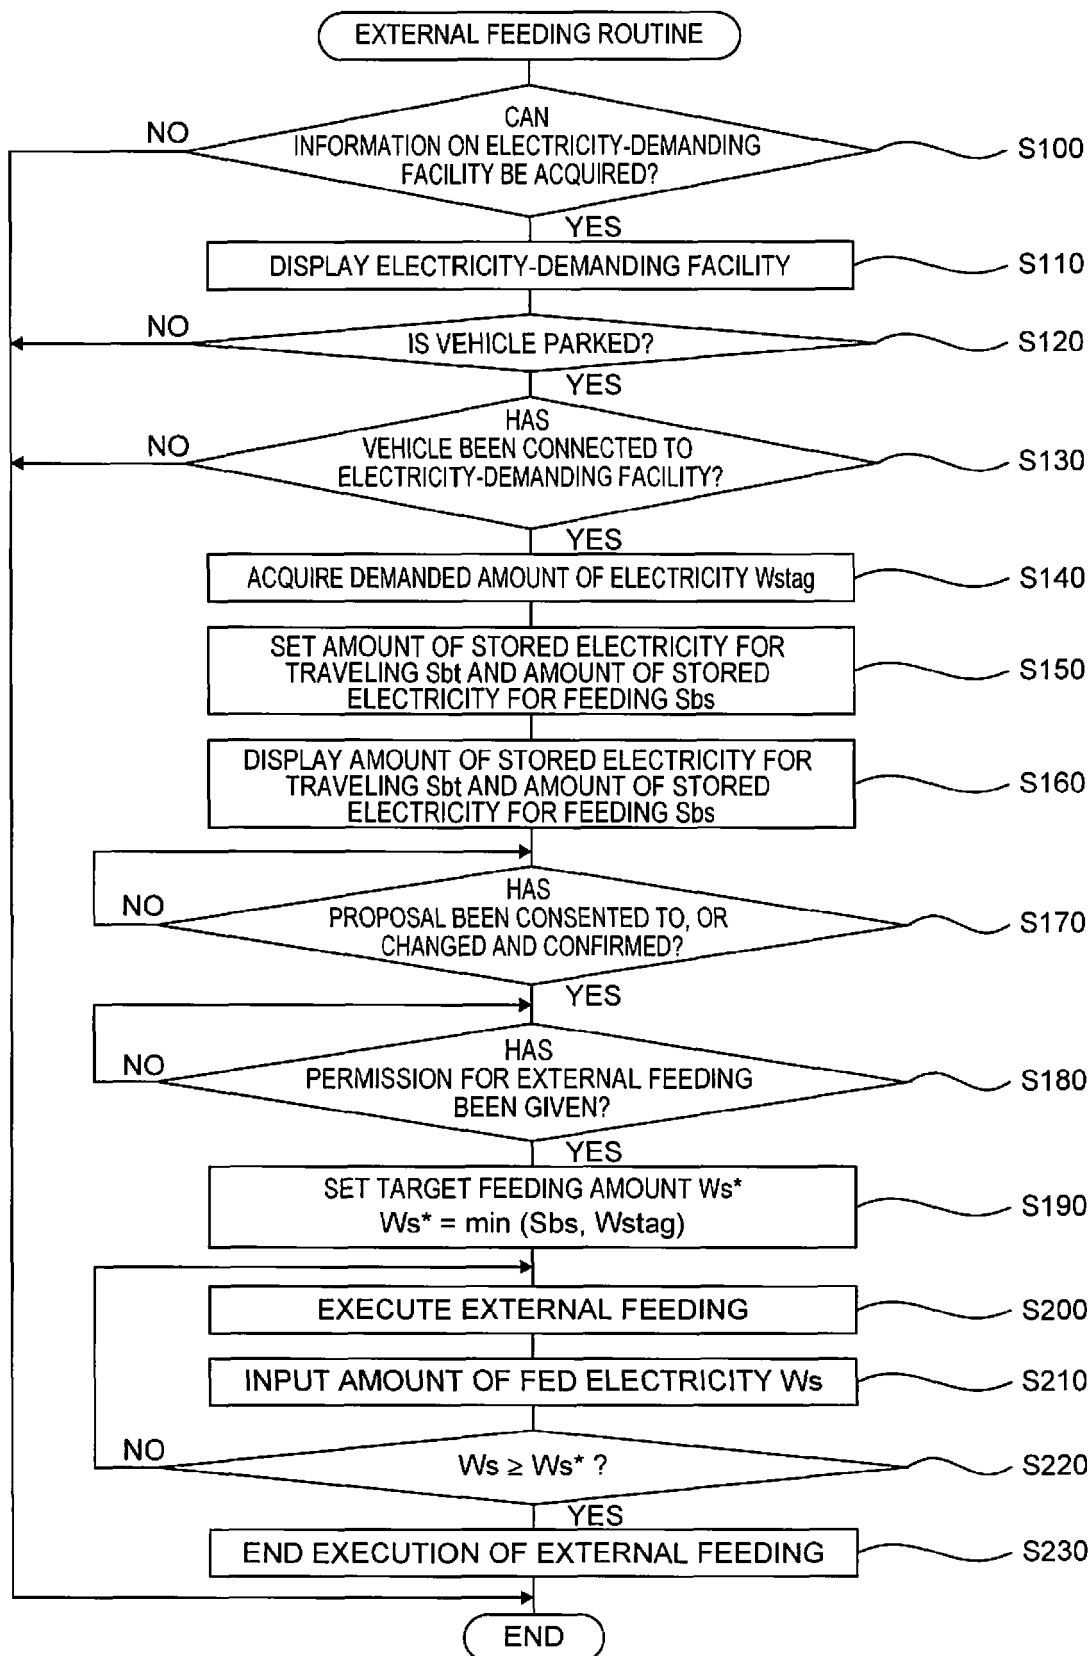 EXTERNAL FEEDING ROUTINE
CAN
INFORMATION ON ELECTRICITY-DEMANDING
FACILITY BE ACQUIRED?
NO
S100
YES
DISPLAY ELECTRICITY-DEMANDING FACILITY
S110
NO
IS VEHICLE PARKED?
S120
YES
HAS
VEHICLE BEEN CONNECTED TO
ELECTRICITY-DEMANDING FACILITY?
NO
S130
YES
ACQUIRE DEMANDED AMOUNT OF ELECTRICITY Wstag
S140
SET AMOUNT OF STORED ELECTRICITY FOR
TRAVELING Sbt AND AMOUNT OF STORED
ELECTRICITY FOR FEEDING Sbs
S150
DISPLAY AMOUNT OF STORED ELECTRICITY FOR
TRAVELING Sbt AND AMOUNT OF STORED
ELECTRICITY FOR FEEDING Sbs
S160
HAS
PROPOSAL BEEN CONSENTED TO, OR
CHANGED AND CONFIRMED?
NO
S170
YES
HAS
PERMISSION FOR EXTERNAL FEEDING
BEEN GIVEN?
NO
S180
YES
SET TARGET FEEDING AMOUNT Ws*
Ws* = min (Sbs, Wstag)
S190
EXECUTE EXTERNAL FEEDING
S200
INPUT AMOUNT OF FED ELECTRICITY Ws
S210
NO
Ws ≥ Ws* ?
S220
YES
END EXECUTION OF EXTERNAL FEEDING
S230
END